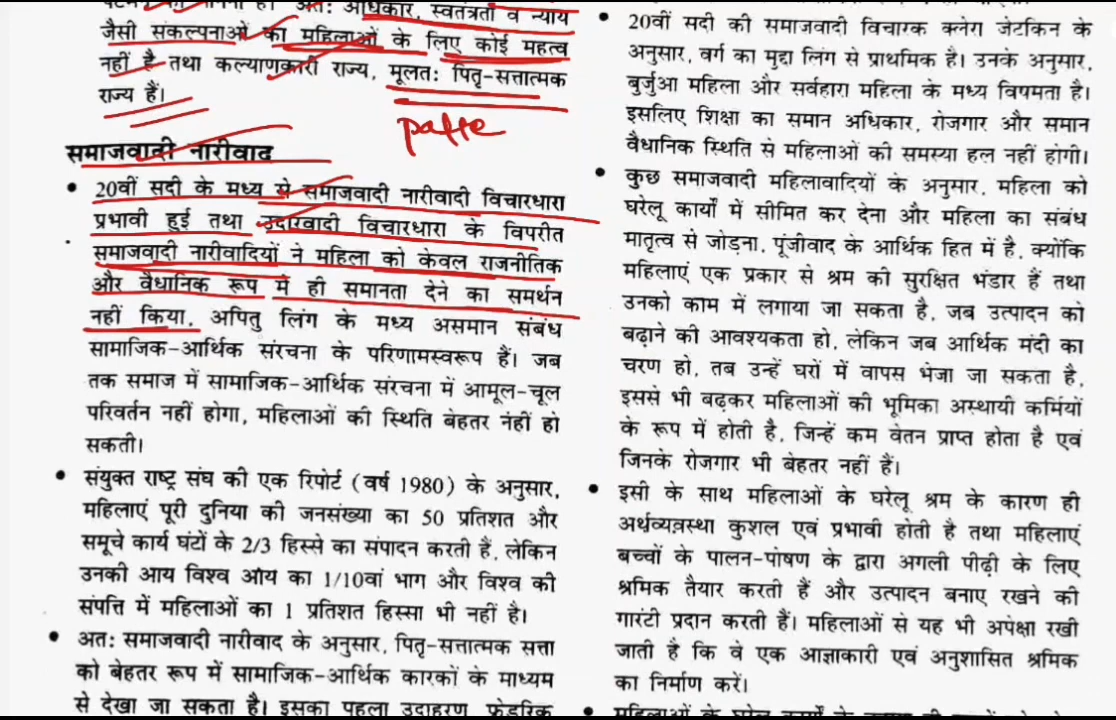 है। अतः अधिकार, स्वतंत्रता व न्याय
जैसी संकल्पनाओं का महिलाओं के लिए कोई महत्व
नहीं है तथा कल्याणकारी राज्य, मूलतः पितृ-सत्तात्मक
राज्य हैं।
समाजवादी नारीवाद
• 20वीं सदी के मध्य से समाजवादी नारीवादी विचारधारा
प्रभावी हुई तथा उदारवादी विचारधारा के विपरीत
समाजवादी नारीवादियों ने महिला को केवल राजनीतिक
और वैधानिक रूप में ही समानता देने का समर्थन
नहीं किया, अपितु लिंग के मध्य असमान संबंध
सामाजिक-आर्थिक संरचना के परिणामस्वरूप हैं। जब
तक समाज में सामाजिक-आर्थिक संरचना में आमूल-चूल
परिवर्तन नहीं होगा, महिलाओं की स्थिति बेहतर नंहीं हो
सकती।
• संयुक्त राष्ट्र संघ की एक रिपोर्ट (वर्ष 1980) के अनुसार,
महिलाएं पूरी दुनिया की जनसंख्या का 50 प्रतिशत और
समूचे कार्य घंटों के 2/3 हिस्से का संपादन करती हैं, लेकिन
उनकी आय विश्व आय का 1/10वां भाग और विश्व की
संपत्ति में महिलाओं का 1 प्रतिशत हिस्सा भी नहीं है।
• अतः समाजवादी नारीवाद के अनुसार, पितृ-सत्तात्मक सत्ता
को बेहतर रूप में सामाजिक-आर्थिक कारकों के माध्यम
से देखा जा सकता है। इसका पहला उदाहरण फ्रेडरिक
• 20वीं सदी की समाजवादी विचारक क्लेरा जेटकिन के
अनुसार, वर्ग का मुद्दा लिंग से प्राथमिक है। उनके अनुसार,
बुर्जुआ महिला और सर्वहारा महिला के मध्य विषमता है।
इसलिए शिक्षा का समान अधिकार, रोजगार और समान
वैधानिक स्थिति से महिलाओं की समस्या हल नहीं होगी।
• कुछ समाजवादी महिलावादियों के अनुसार, महिला को
घरेलू कार्यों में सीमित कर देना और महिला का संबंध
मातृत्व से जोड़ना, पूंजीवाद के आर्थिक हित में है, क्योंकि
महिलाएं एक प्रकार से श्रम की सुरक्षित भंडार हैं तथा
उनको काम में लगाया जा सकता है, जब उत्पादन को
बढ़ाने की आवश्यकता हो, लेकिन जब आर्थिक मंदी का
चरण हो, तब उन्हें घरों में वापस भेजा जा सकता है,
इससे भी बढ़कर महिलाओं की भूमिका अस्थायी कर्मियों
के रूप में होती है, जिन्हें कम वेतन प्राप्त होता है एवं
जिनके रोजगार भी बेहतर नहीं हैं।
• इसी के साथ महिलाओं के घरेलू श्रम के कारण ही
अर्थव्यवस्था कुशल एवं प्रभावी होती है तथा महिलाएं
बच्चों के पालन-पोषण के द्वारा अगली पीढ़ी के लिए
श्रमिक तैयार करती हैं और उत्पादन बनाए रखने की
गारंटी प्रदान करती हैं। महिलाओं से यह भी अपेक्षा रखी
जाती है कि वे एक आज्ञाकारी एवं अनुशासित श्रमिक
का निर्माण करें।